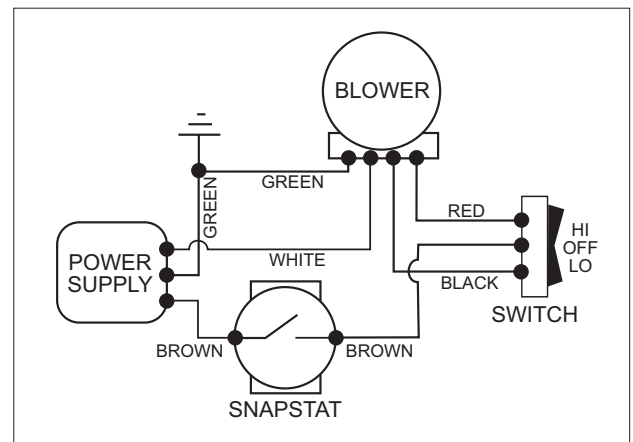 BLOWER
GREEN
GREEN
RED
HI
OFF
LO
WHITE
POWER
SUPPLY
BLACK
SWITCH
BROWN
BROWN
SNAPSTAT